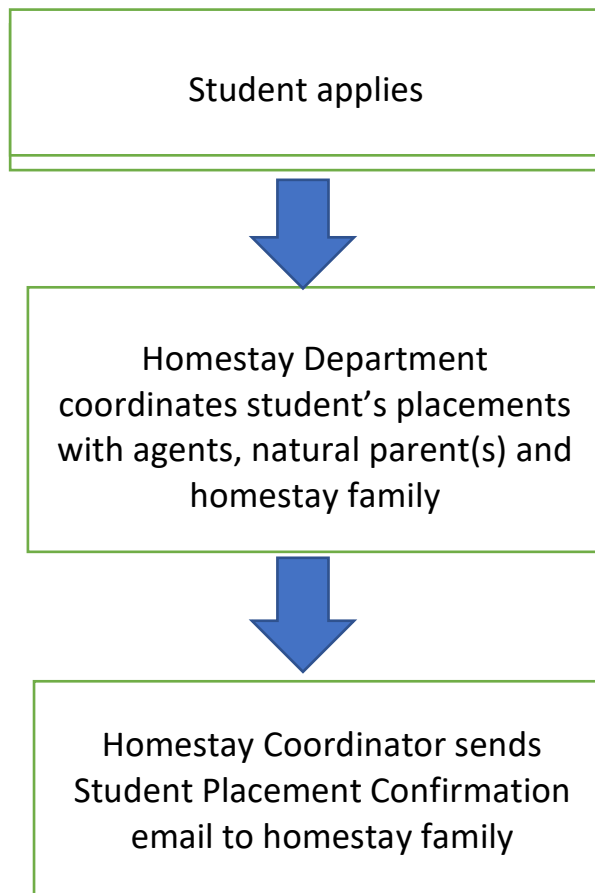 Student applies
Homestay Department
coordinates student’s placements
with agents, natural parent(s) and
homestay family
Homestay Coordinator sends
Student Placement Confirmation
email to homestay family